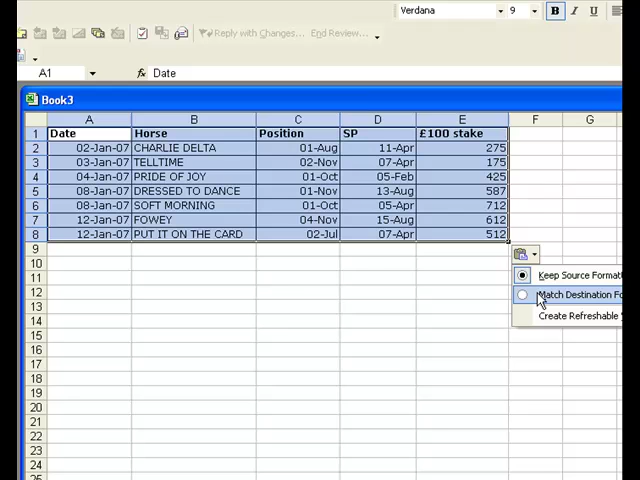 Verdana 9 B I U
Reply with Changes... End Review...
A1 fx Date
Book3
A B C D E F G
1 Date Horse Position SP £100 stake
2 02-Jan-07 CHARLIE DELTA 01-Aug 11-Apr 275
3 03-Jan-07 TELLTIME 02-Nov 07-Apr 175
4 04-Jan-07 PRIDE OF JOY 01-Oct 05-Feb 425
5 08-Jan-07 DRESSED TO DANCE 01-Nov 13-Aug 587
6 08-Jan-07 SOFT MORNING 01-Oct 05-Apr 712
7 12-Jan-07 FOWEY 04-Nov 15-Aug 612
8 12-Jan-07 PUT IT ON THE CARD 02-Jul 07-Apr 512
9
10
Keep Source Formatt
11
12
Match Destination Fo
13
Create Refreshable
14
15
16
17
18
19
20
21
22
23
24
25